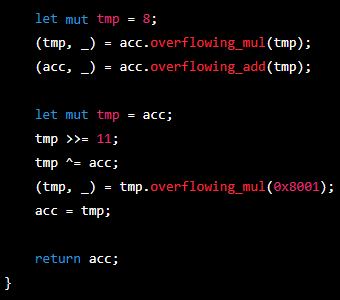 let mut tmp = 8;
(tmp, _) = acc.overflowing_mul(tmp);
(acc, _) = acc.overflowing_add(tmp);
let mut tmp = acc;
tmp >>= 11;
tmp ^= acc;
(tmp, _) = tmp.overflowing_mul(0x8001);
acc = tmp;
return acc;
}